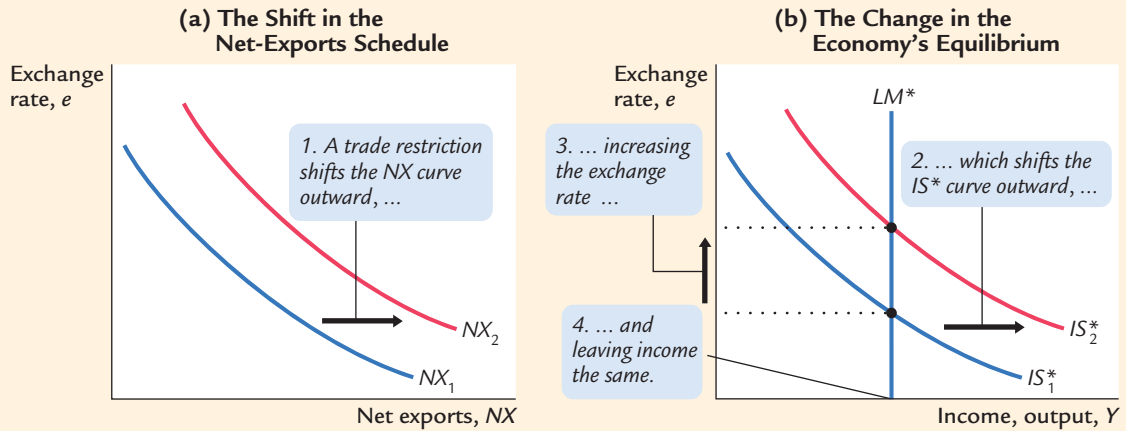 (a) The Shift in the
Net-Exports Schedule
Exchange
rate, e
1. A trade restriction
shifts the NX curve
outward, ...
NX₂
NX₁
Net exports, NX
(b) The Change in the
Economy’s Equilibrium
Exchange
rate, e
LM*
3. ... increasing
the exchange
rate ...
2. ... which shifts the
IS* curve outward, ...
4. ... and
leaving income
the same.
IS*₂
IS*₁
Income, output, Y